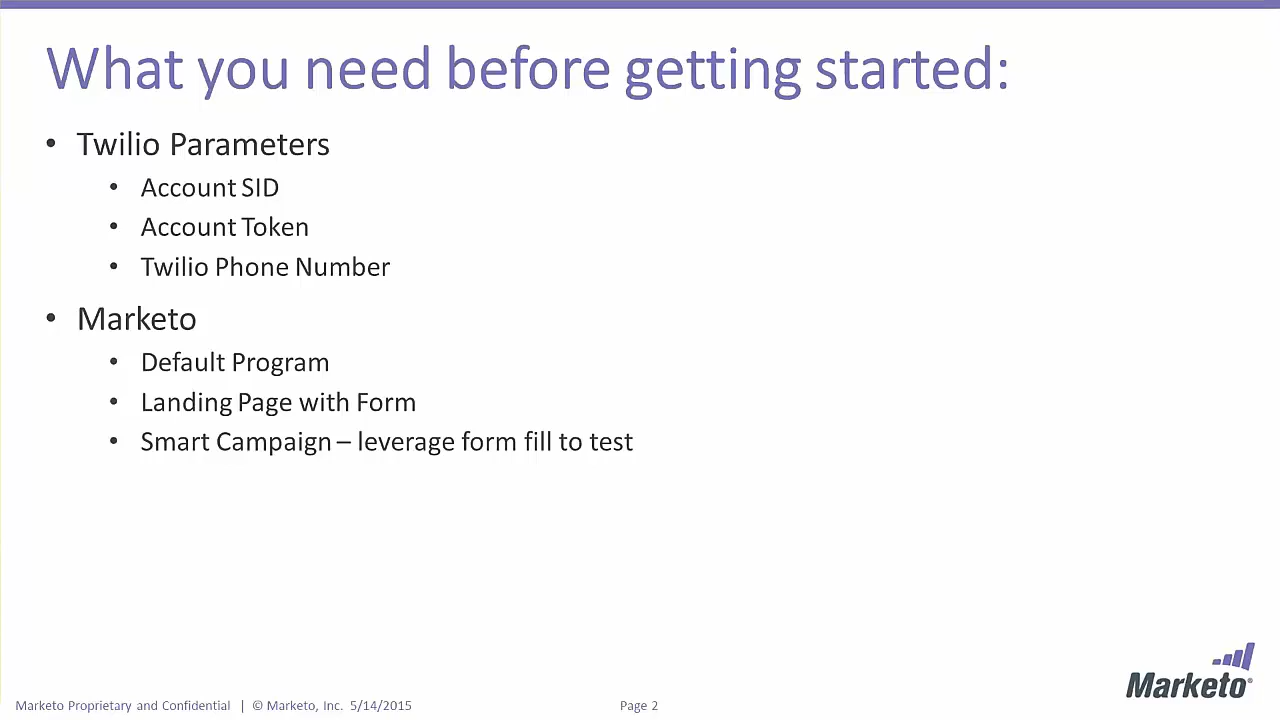 What you need before getting started:
• Twilio Parameters
• Account SID
• Account Token
• Twilio Phone Number
• Marketo
• Default Program
• Landing Page with Form
• Smart Campaign – leverage form fill to test
Marketo®
Marketo Proprietary and Confidential | © Marketo, Inc. 5/14/2015 Page 2